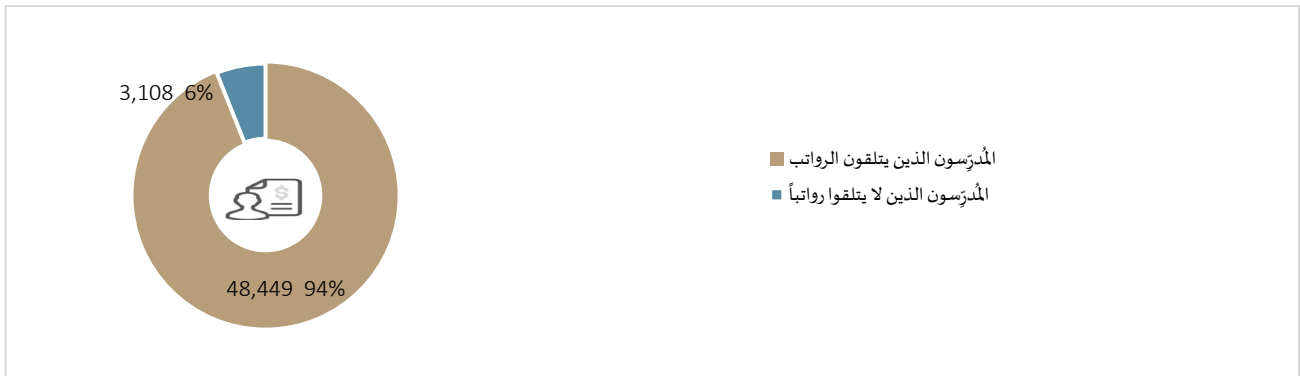 3,108 6%
المُدرِّسون الذين يتلقون الرواتب
المُدرِّسون الذين لا يتلقوا رواتباً
$
48,449 94%